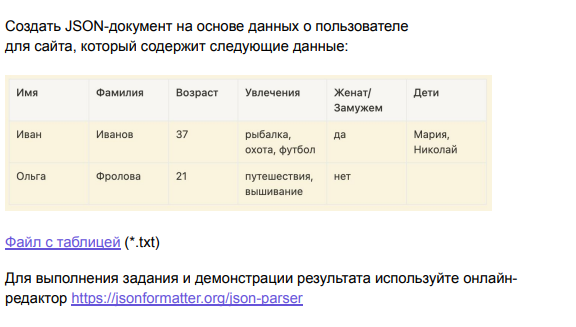 Создать JSON-документ на основе данных о пользователе
для сайта, который содержит следующие данные:
Имя Фамилия Возраст Увлечения Женат/ Дети
Замужем
Иван Иванов 37 рыбалка, да Мария,
охота, футбол Николай
Ольга Фролова 21 путешествия, нет
вышивание
Файл с таблицей (*.txt)
Для выполнения задания и демонстрации результата используйте онлайн-
редактор https://jsonformatter.org/json-parser